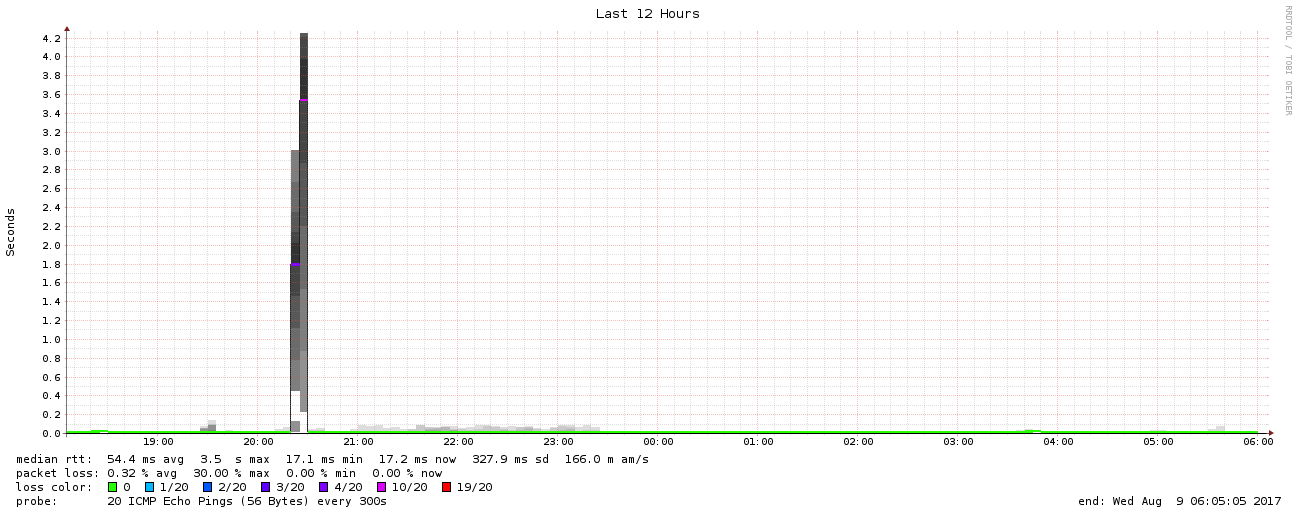 Last 12 Hours
RRDTOOL / TOBI OETIKER
Seconds
4.2
4.0
3.8
3.6
3.4
3.2
3.0
2.8
2.6
2.4
2.2
2.0
1.8
1.6
1.4
1.2
1.0
0.8
0.6
0.4
0.2
0.0
19:00 20:00 21:00 22:00 23:00 00:00 01:00 02:00 03:00 04:00 05:00 06:00
median rtt: 54.4 ms avg 3.5 s max 17.1 ms min 17.2 ms now 327.9 ms sd 166.0 m am/s
packet loss: 0.32 % avg 30.00 % max 0.00 % min 0.00 % now
loss color: 0 1/20 2/20 3/20 4/20 10/20 19/20
probe: 20 ICMP Echo Pings (56 Bytes) every 300s end: Wed Aug 9 06:05:05 2017